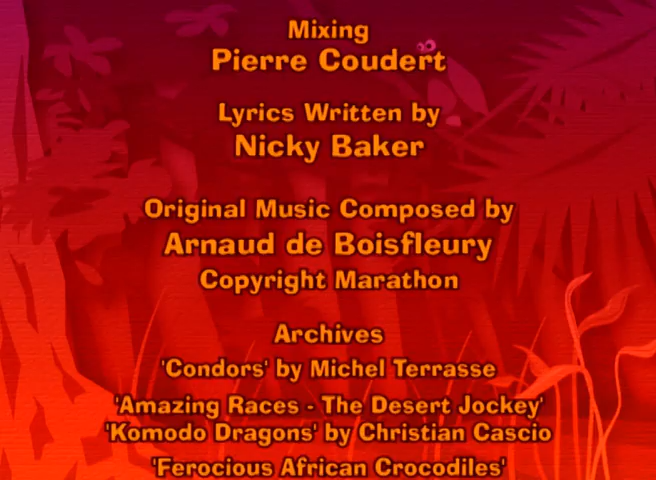 Mixing
Pierre Coudert
Lyrics Written by
Nicky Baker
Original Music Composed by
Arnaud de Boisfleury
Copyright Marathon
Archives
'Condors' by Michel Terrasse
'Amazing Races - The Desert Jockey'
'Komodo Dragons' by Christian Cascio
'Ferocious African Crocodiles'